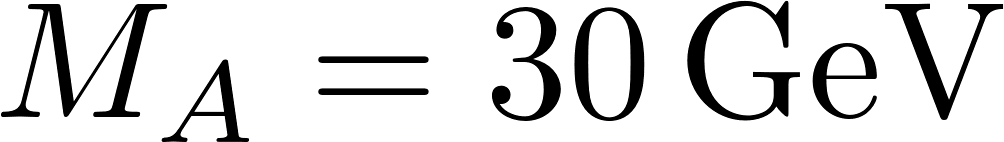 M_A = 30 GeV